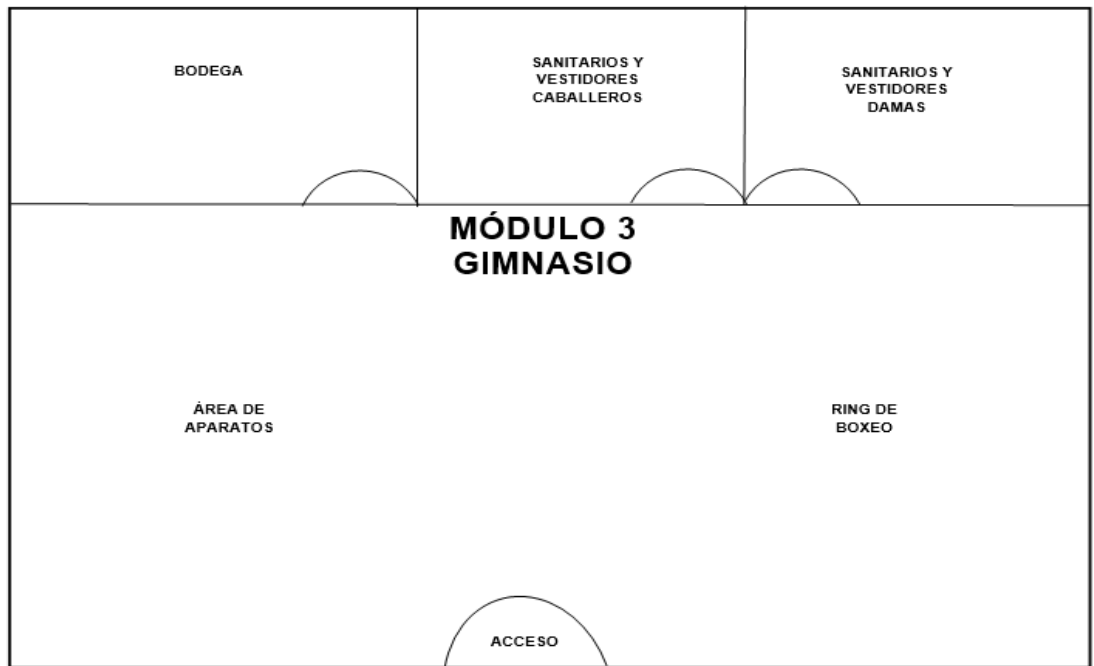 BODEGA
SANITARIOS Y
VESTIDORES
CABALLEROS
SANITARIOS Y
VESTIDORES
DAMAS
MÓDULO 3
GIMNASIO
ÁREA DE
APARATOS
RING DE
BOXEO
ACCESO